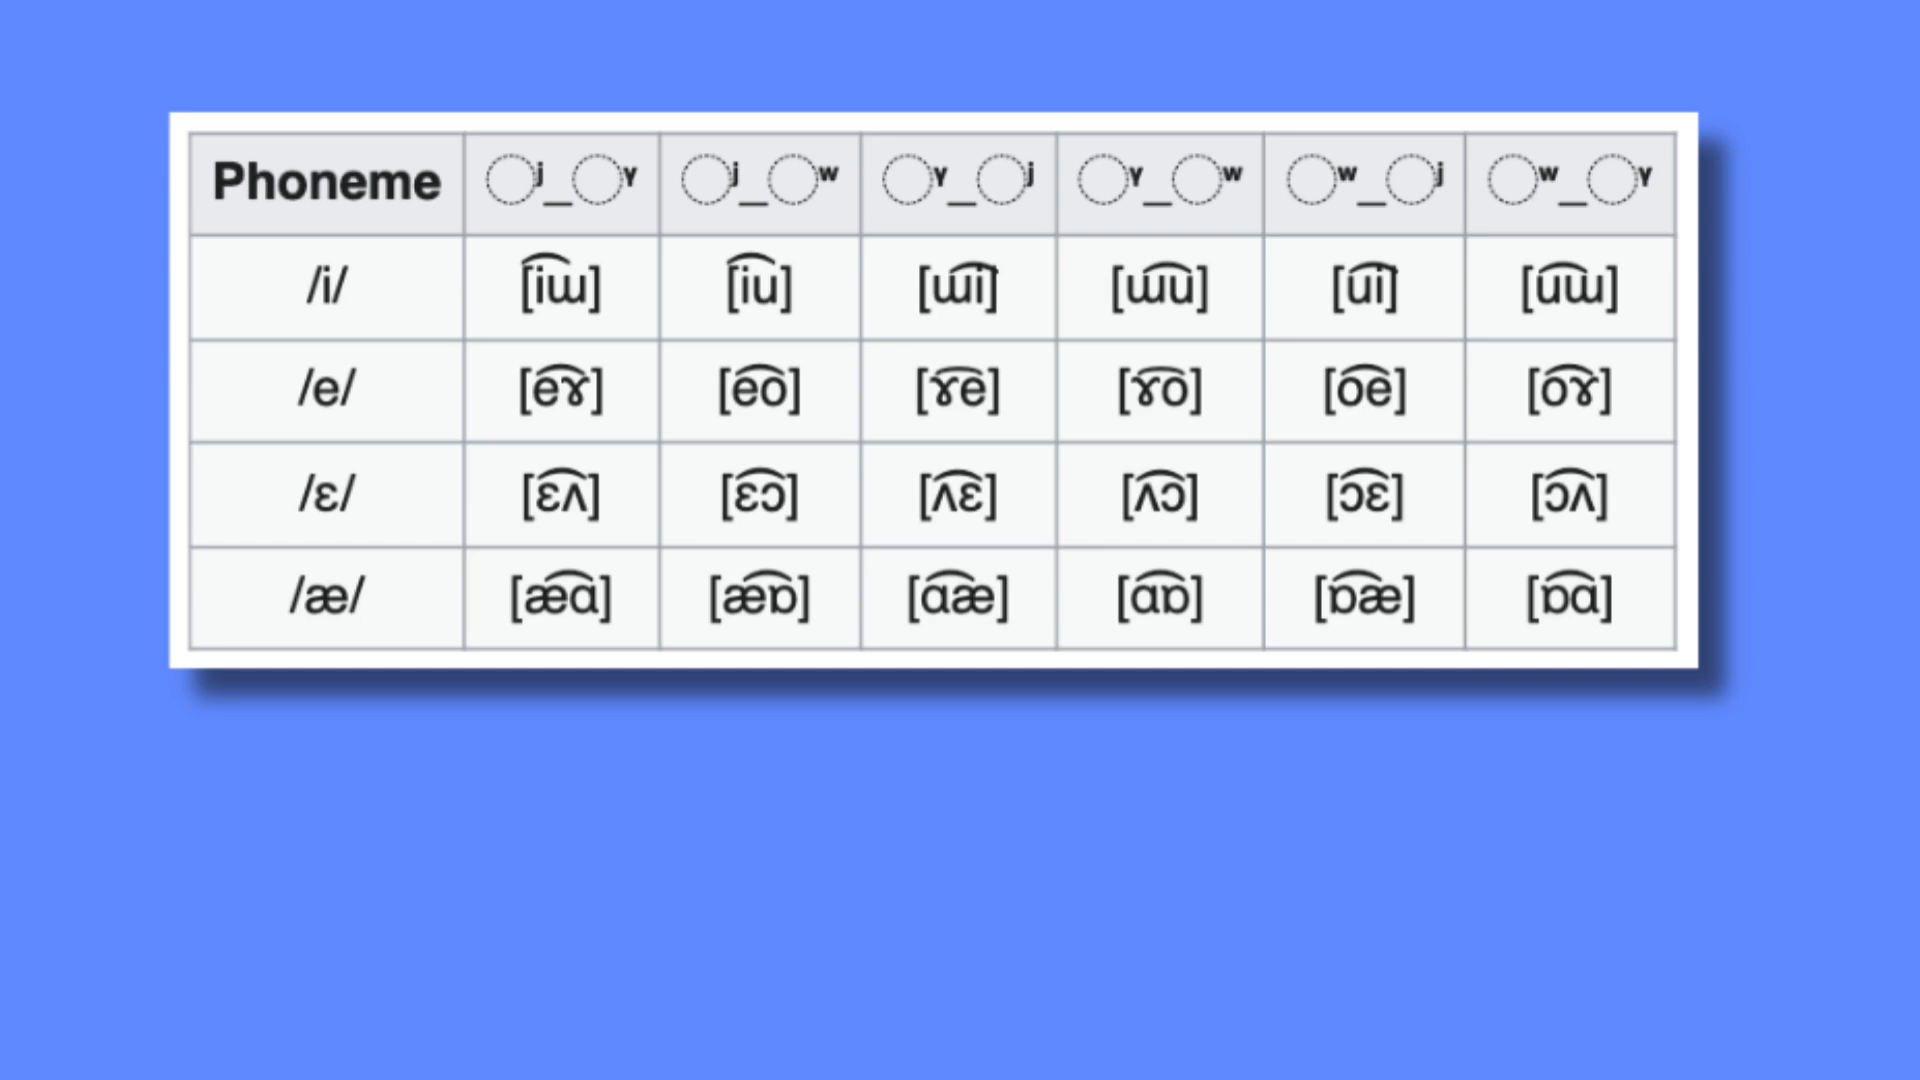 Phoneme ◌ʲ_◌ˠ ◌ʲ_◌ʷ ◌ˠ_◌ʲ ◌ˠ_◌ʷ ◌ʷ_◌ʲ ◌ʷ_◌ˠ
/i/ [i͡ɯ] [i͡u] [ɯ͡i] [ɯ͡u] [u͡i] [u͡ɯ]
/e/ [e͡ɤ] [e͡o] [ɤ͡e] [ɤ͡o] [o͡e] [o͡ɤ]
/ɛ/ [ɛ͡ʌ] [ɛ͡ɔ] [ʌ͡ɛ] [ʌ͡ɔ] [ɔ͡ɛ] [ɔ͡ʌ]
/æ/ [æ͡ɑ] [æ͡ɒ] [ɑ͡æ] [ɑ͡ɒ] [ɒ͡æ] [ɒ͡ɑ]